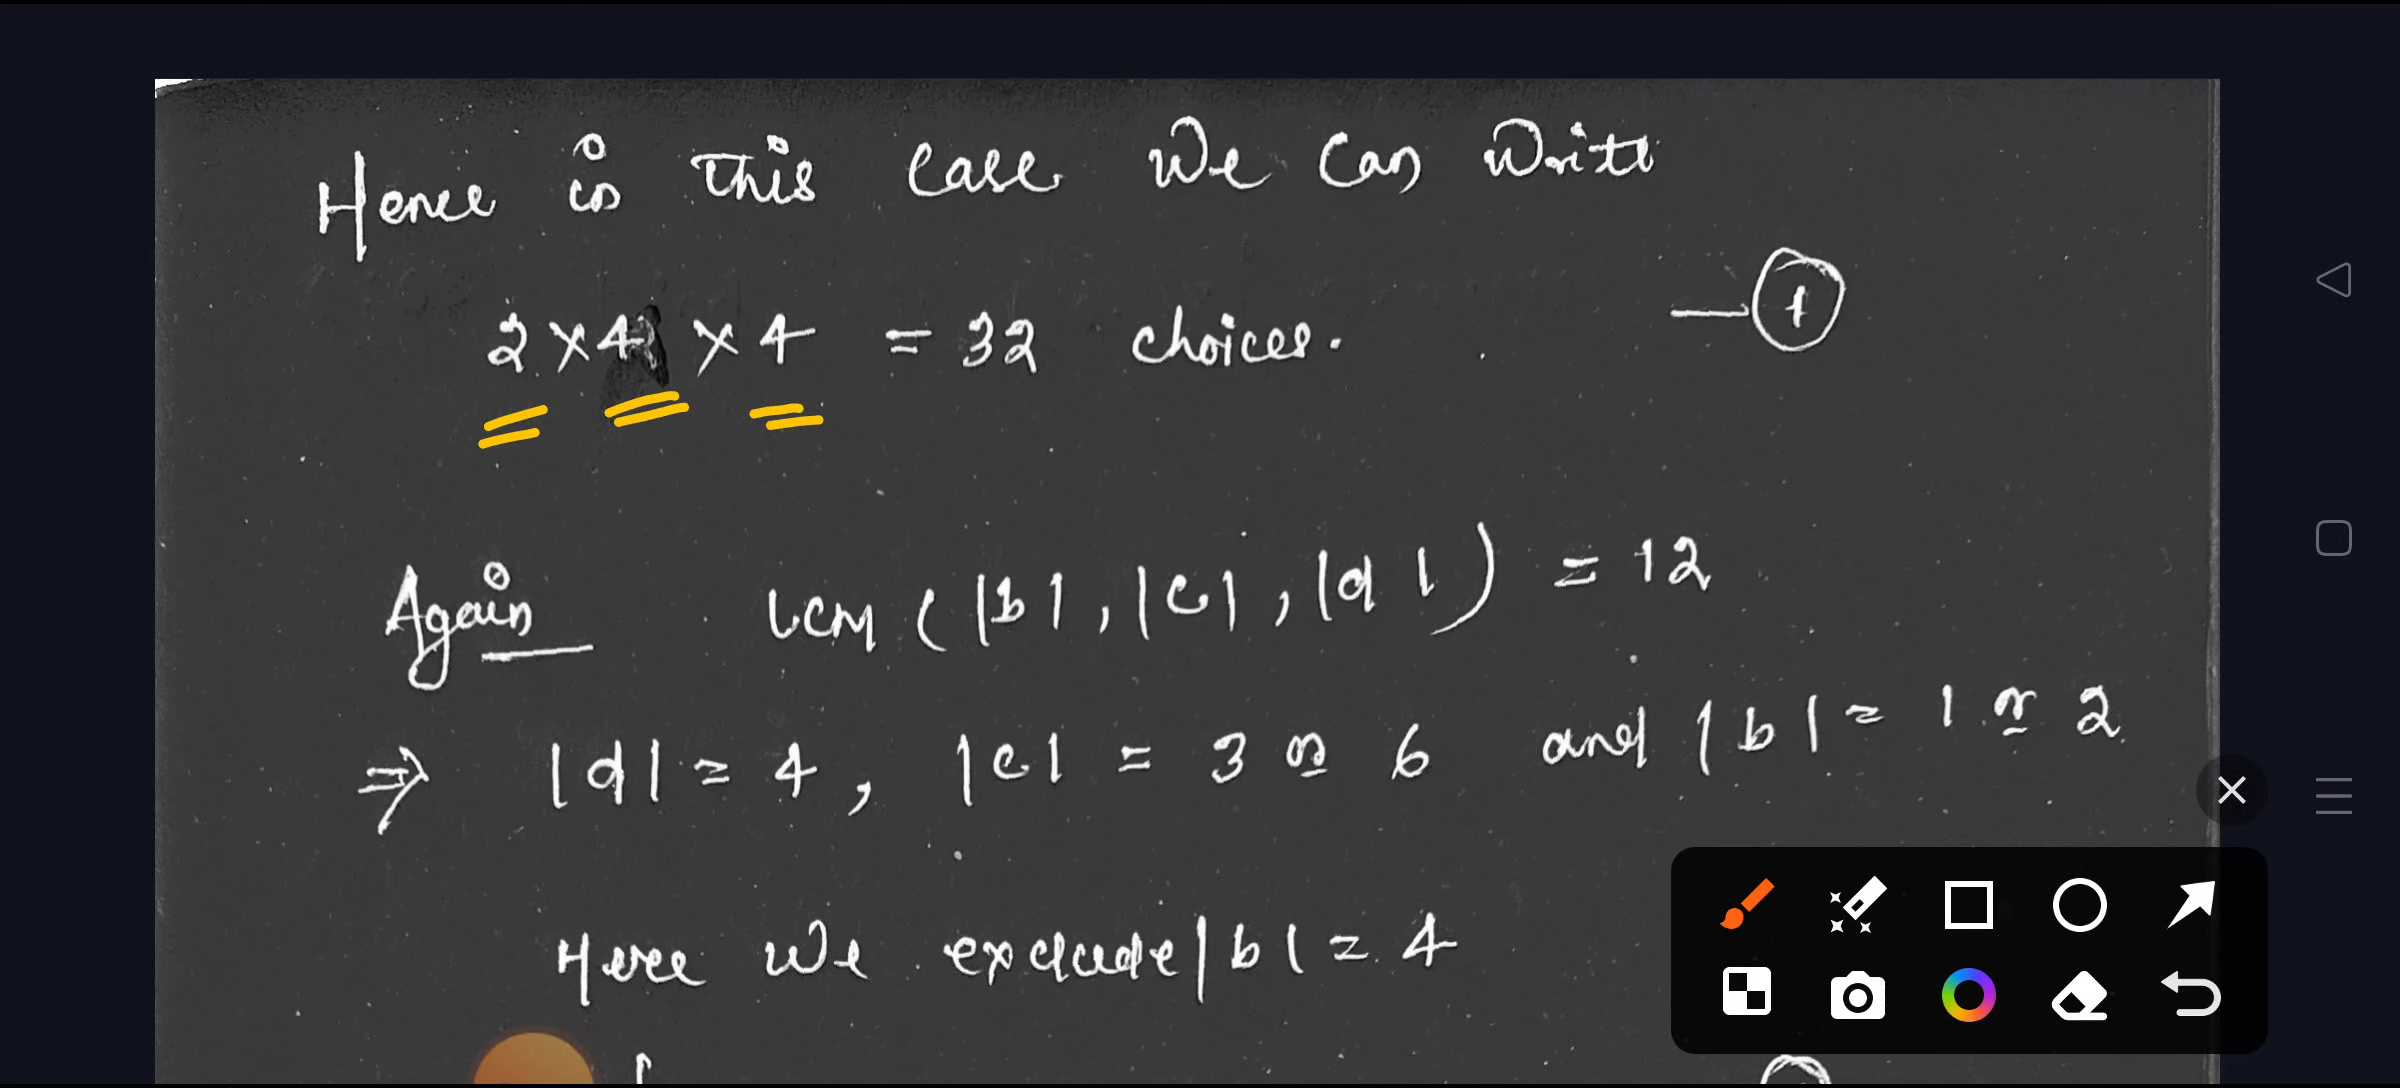 Hence in this case we can write
2 × 4 × 4 = 32 choices. — 1
Again LCM ( |b|, |c|, |d| ) = 12
⇒ |d| = 4, |c| = 3 or 6 and |b| = 1 or 2
Here we exclude |b| = 4